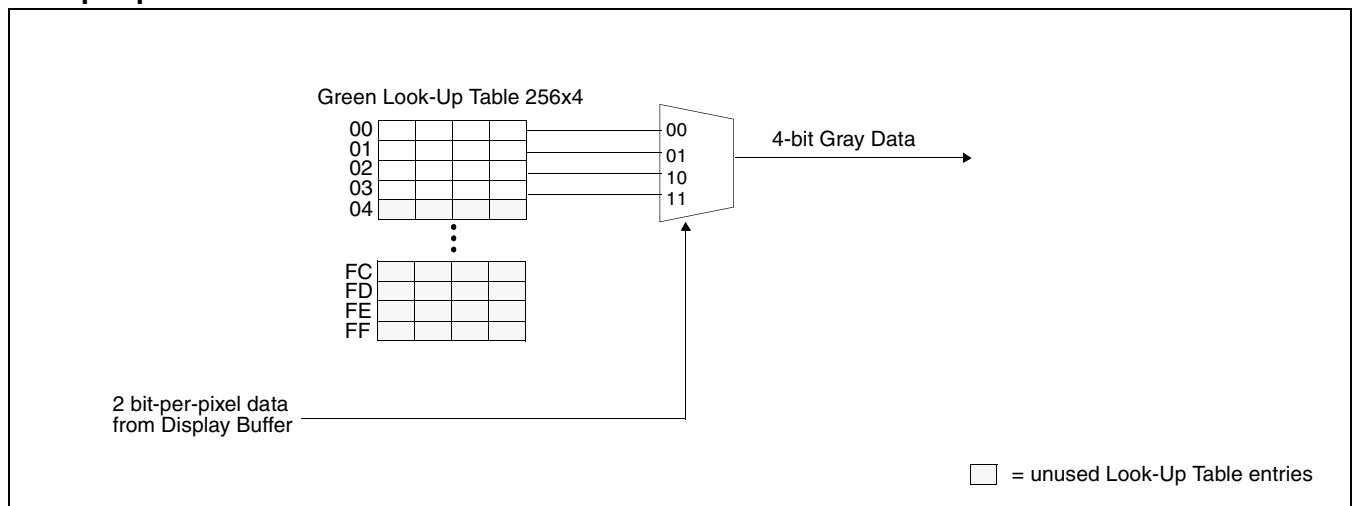 Green Look-Up Table 256x4
00
01
02
03
04
FC
FD
FE
FF
00
01
10
11
4-bit Gray Data
2 bit-per-pixel data
from Display Buffer
= unused Look-Up Table entries